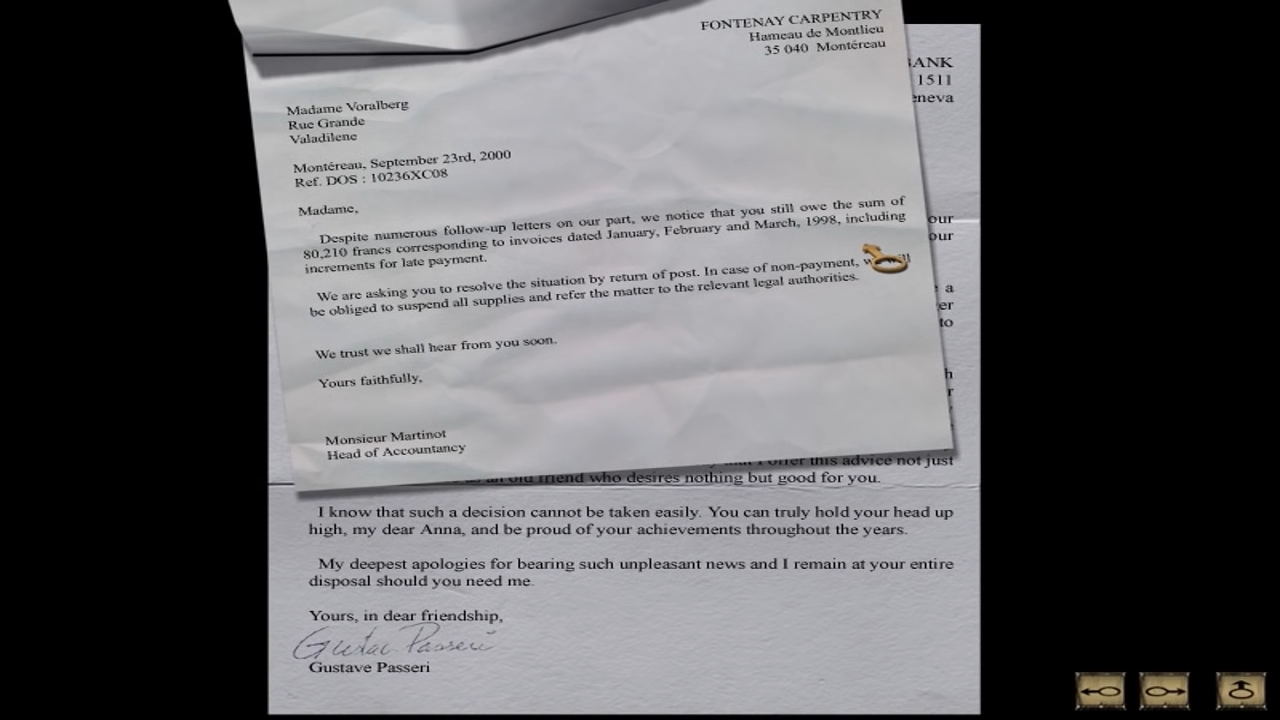 FONTENAY CARPENTRY
Hameau de Montlieu
35 040 Montéreau
ANK
1511
eneva
Madame Voralberg
Rue Grande
Valadilene
Montéreau, September 23rd, 2000
Ref. DOS : 10236XC08
Madame,
Despite numerous follow-up letters on our part, we notice that you still owe the sum of
80,210 francs corresponding to invoices dated January, February and March, 1998, including
increments for late payment.
We are asking you to resolve the situation by return of post. In case of non-payment,
be obliged to suspend all supplies and refer the matter to the relevant legal authorities.
We trust we shall hear from you soon.
Yours faithfully,
Monsieur Martinot
Head of Accountancy
our
our
a
er
to
h
r
that I offer this advice not just
as an old friend who desires nothing but good for you.
I know that such a decision cannot be taken easily. You can truly hold your head up
high, my dear Anna, and be proud of your achievements throughout the years.
My deepest apologies for bearing such unpleasant news and I remain at your entire
disposal should you need me.
Yours, in dear friendship,
Gustav Passeri
Gustave Passeri